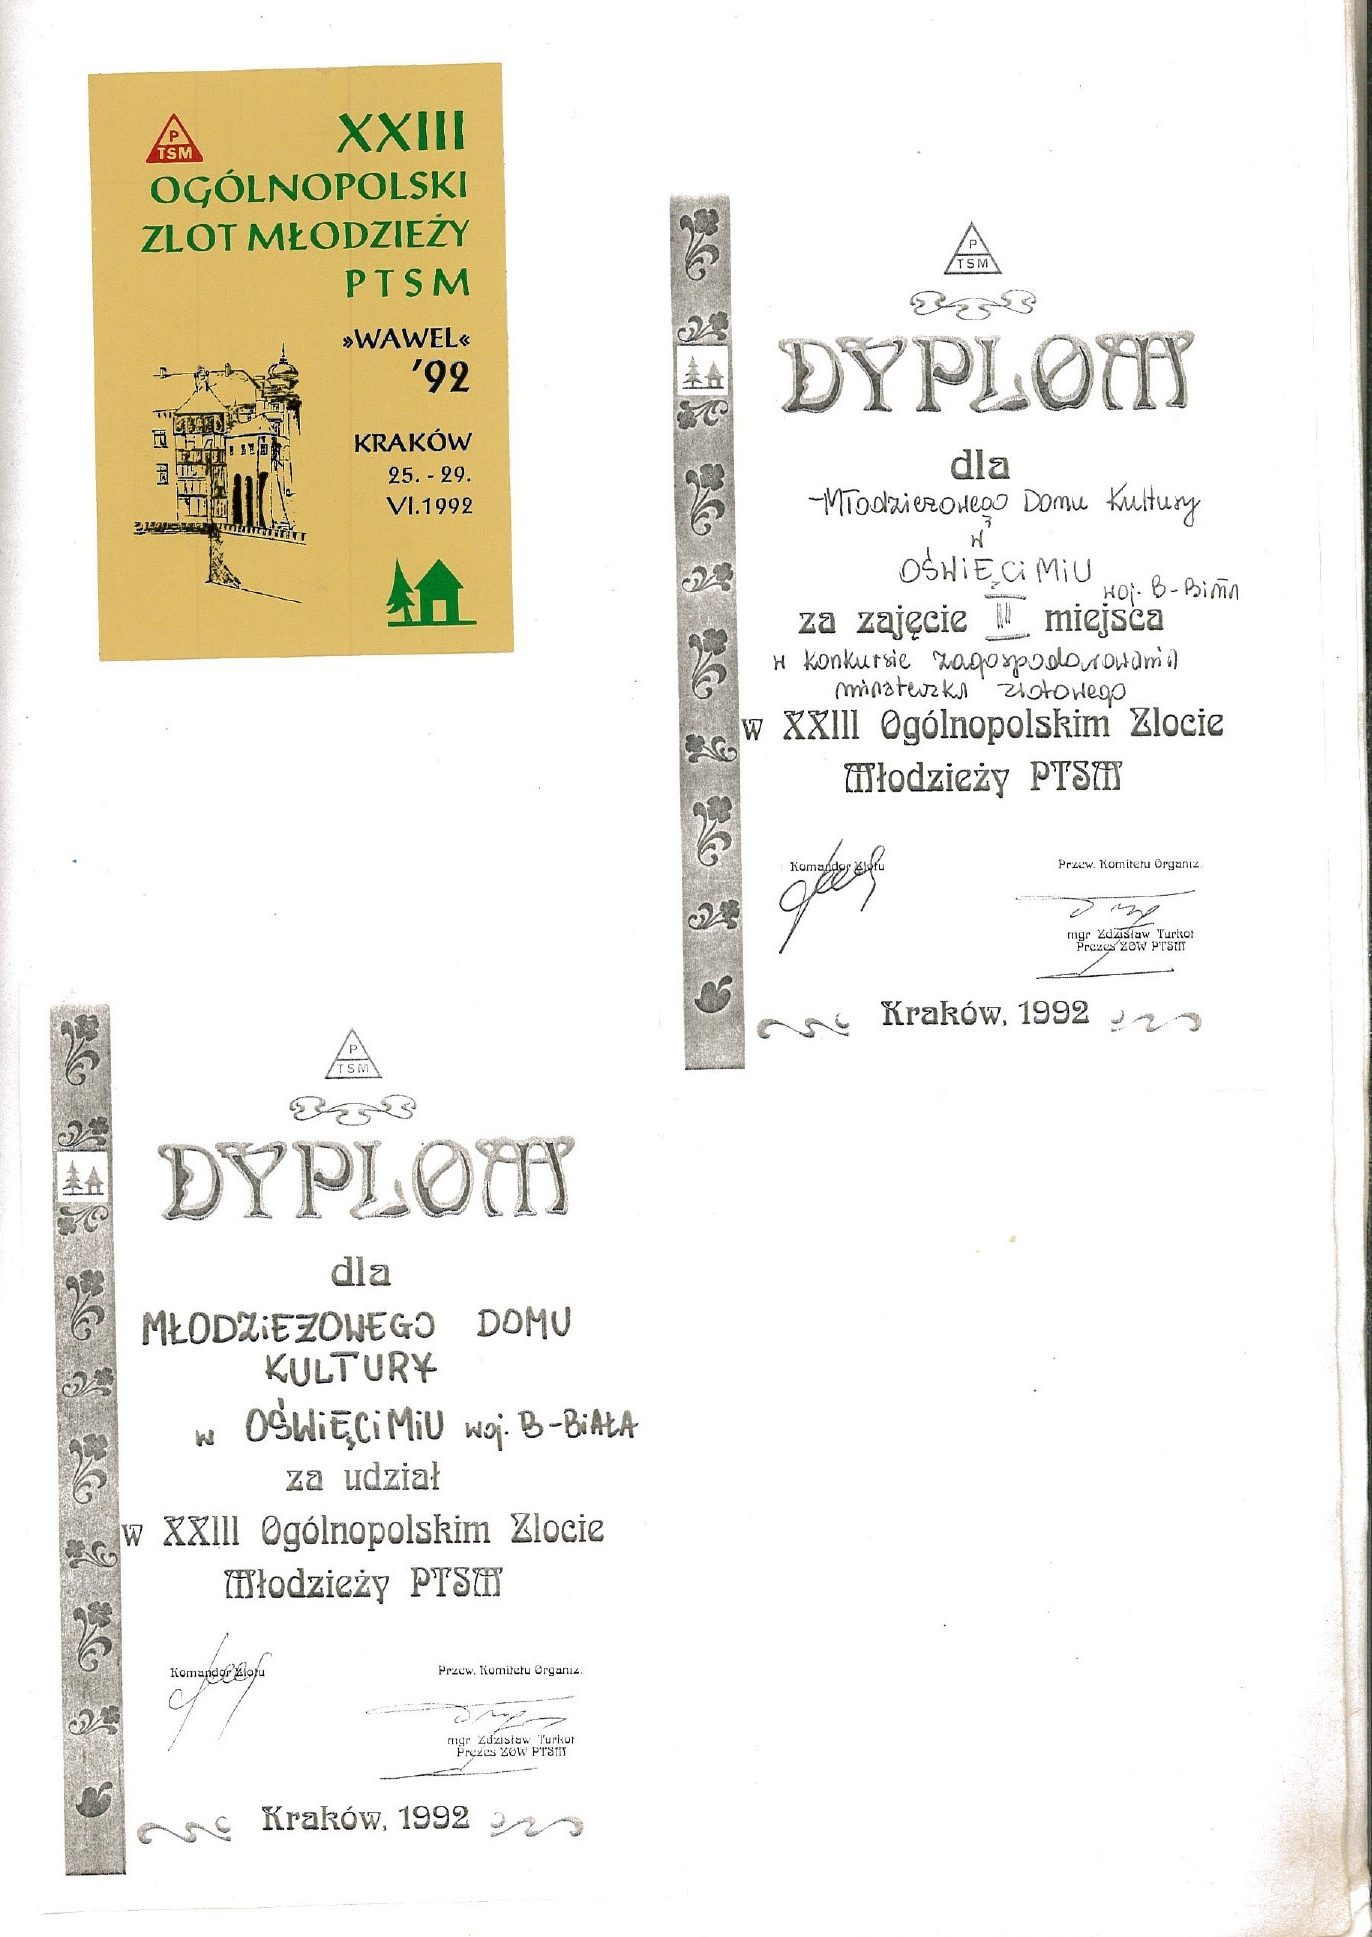 P
TSM
XXIII
OGÓLNOPOLSKI
ZLOT MŁODZIEŻY
PTSM
»WAWEL«
'92
KRAKÓW
25. - 29.
VI.1992
P
TSM
DYPLOM
dla
Młodzieżowego Domu Kultury
w
OŚWIĘCiMiU
woj. B-Biała
za zajęcie III miejsca
w konkursie zagospodarowania
miasteczka zlotowego
w XXIII Ogólnopolskim Zlocie
Młodzieży PTSM
Komandor Zlotu
Przew. Komitetu Organiz.
mgr Zdzisław Turkot
Prezes ZOW PTSM
Kraków, 1992
P
TSM
DYPLOM
dla
MŁODZiEZOWEGO DOMU
KULTURY
w OŚWiĘCiMiU woj. B-BiAŁA
za udział
w XXIII Ogólnopolskim Zlocie
Młodzieży PTSM
Komandor Zlotu
Przew. Komitetu Organiz.
mgr Zdzisław Turkot
Prezes ZOW PTSM
Kraków, 1992